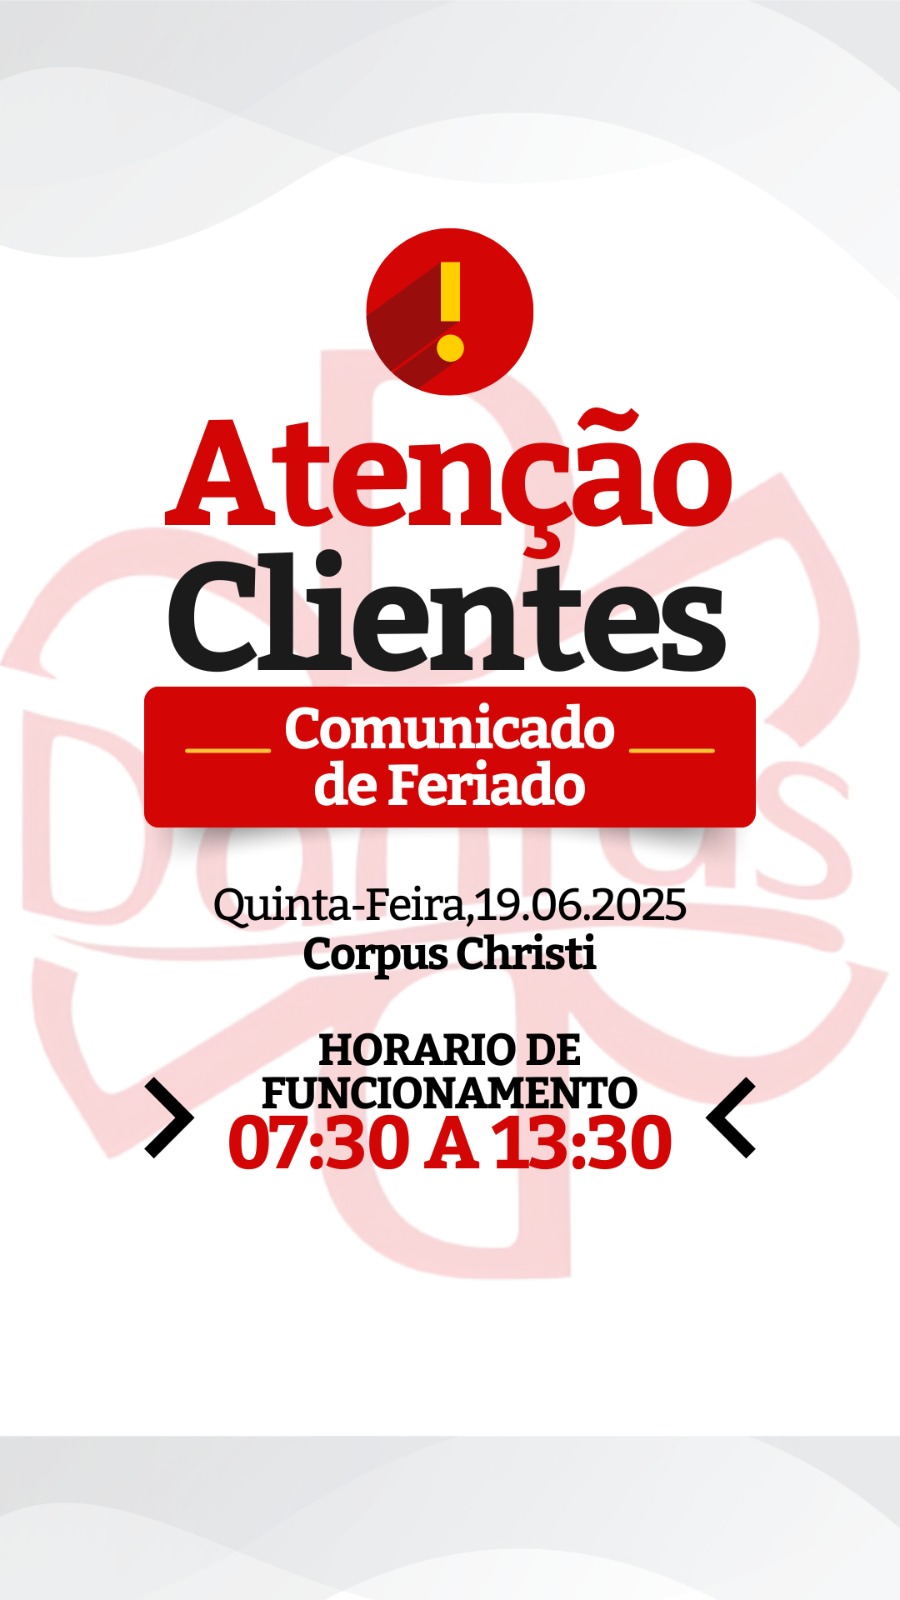 !
Atenção
Clientes
Comunicado
de Feriado
Quinta-Feira,19.06.2025
Corpus Christi
HORARIO DE
FUNCIONAMENTO
07:30 A 13:30